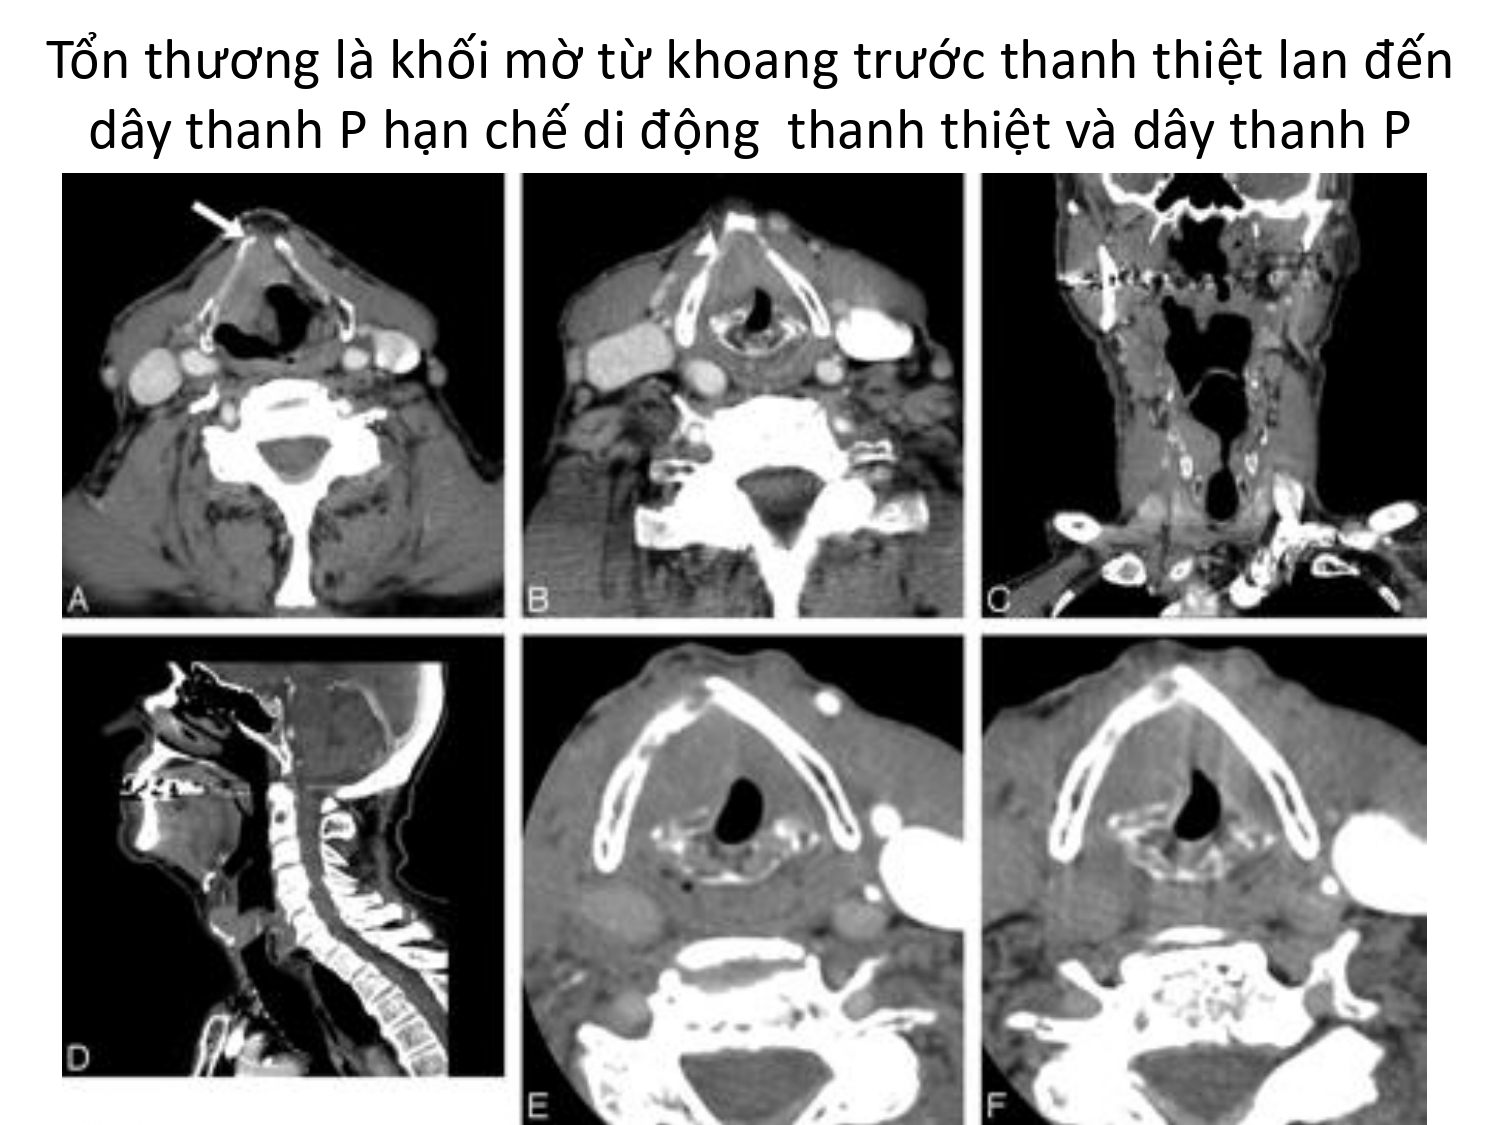 Tổn thương là khối mờ từ khoang trước thanh thiệt lan đến
dây thanh P hạn chế di động  thanh thiệt và dây thanh P
A
B
C
D
E
F